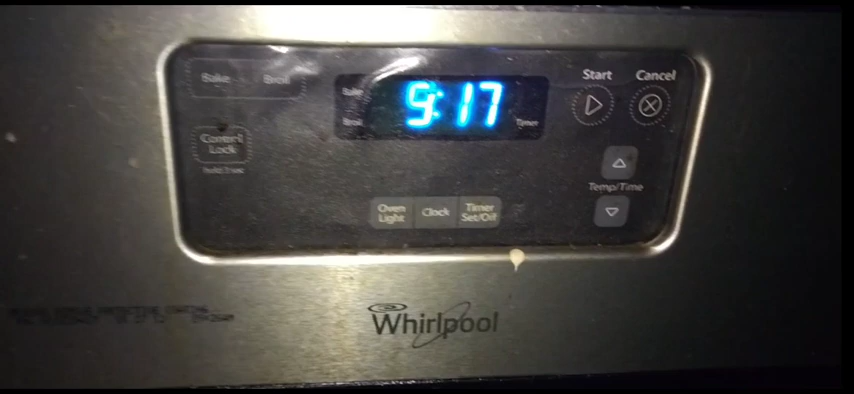 Bake Broil
Bake
Broil
9:17
Timer
Start Cancel
Control
Lock
hold 3 sec
Temp/Time
Oven
Light
Clock
Timer
Set/Off
Whirlpool